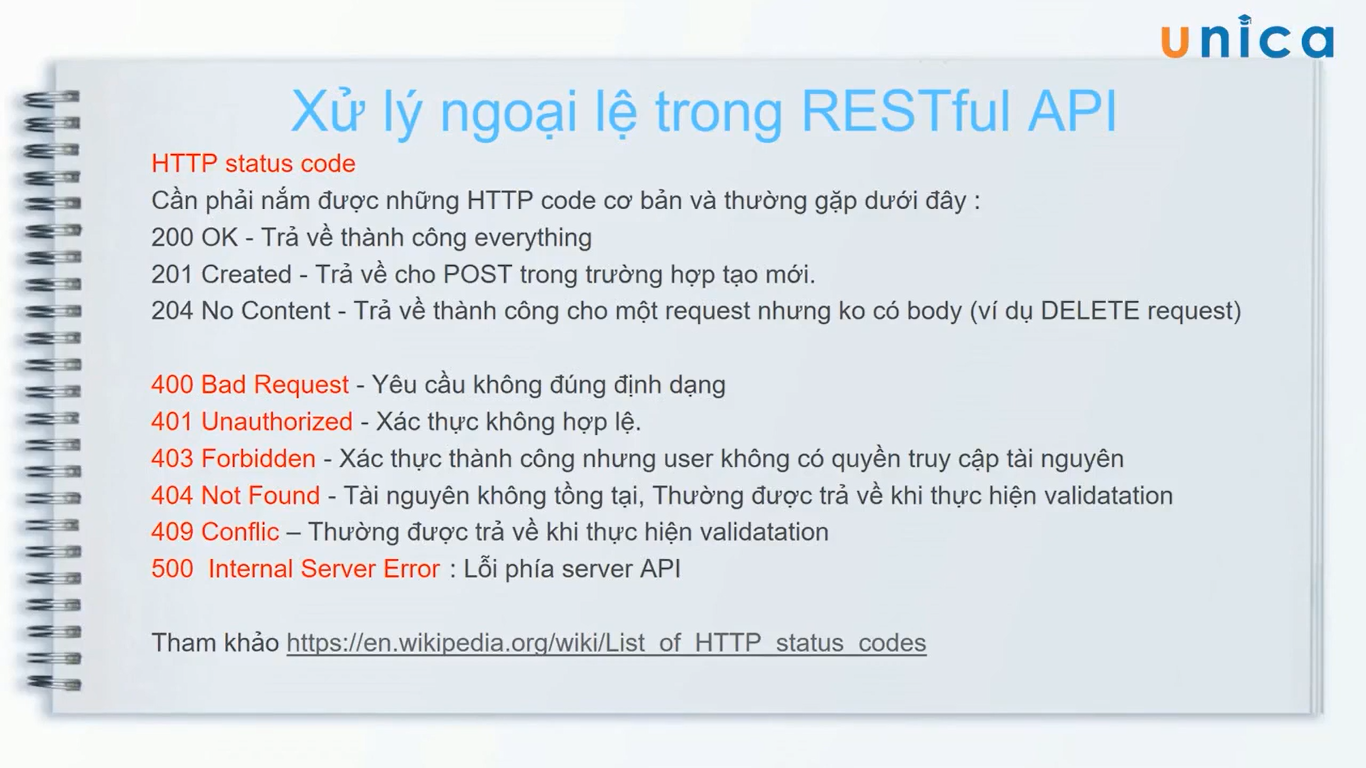 unica
Xử lý ngoại lệ trong RESTful API
HTTP status code
Cần phải nắm được những HTTP code cơ bản và thường gặp dưới đây :
200 OK - Trả về thành công everything
201 Created - Trả về cho POST trong trường hợp tạo mới.
204 No Content - Trả về thành công cho một request nhưng ko có body (ví dụ DELETE request)
400 Bad Request - Yêu cầu không đúng định dạng
401 Unauthorized - Xác thực không hợp lệ.
403 Forbidden - Xác thực thành công nhưng user không có quyền truy cập tài nguyên
404 Not Found - Tài nguyên không tồng tại, Thường được trả về khi thực hiện validatation
409 Conflic – Thường được trả về khi thực hiện validatation
500  Internal Server Error : Lỗi phía server API
Tham khảo https://en.wikipedia.org/wiki/List_of_HTTP_status_codes